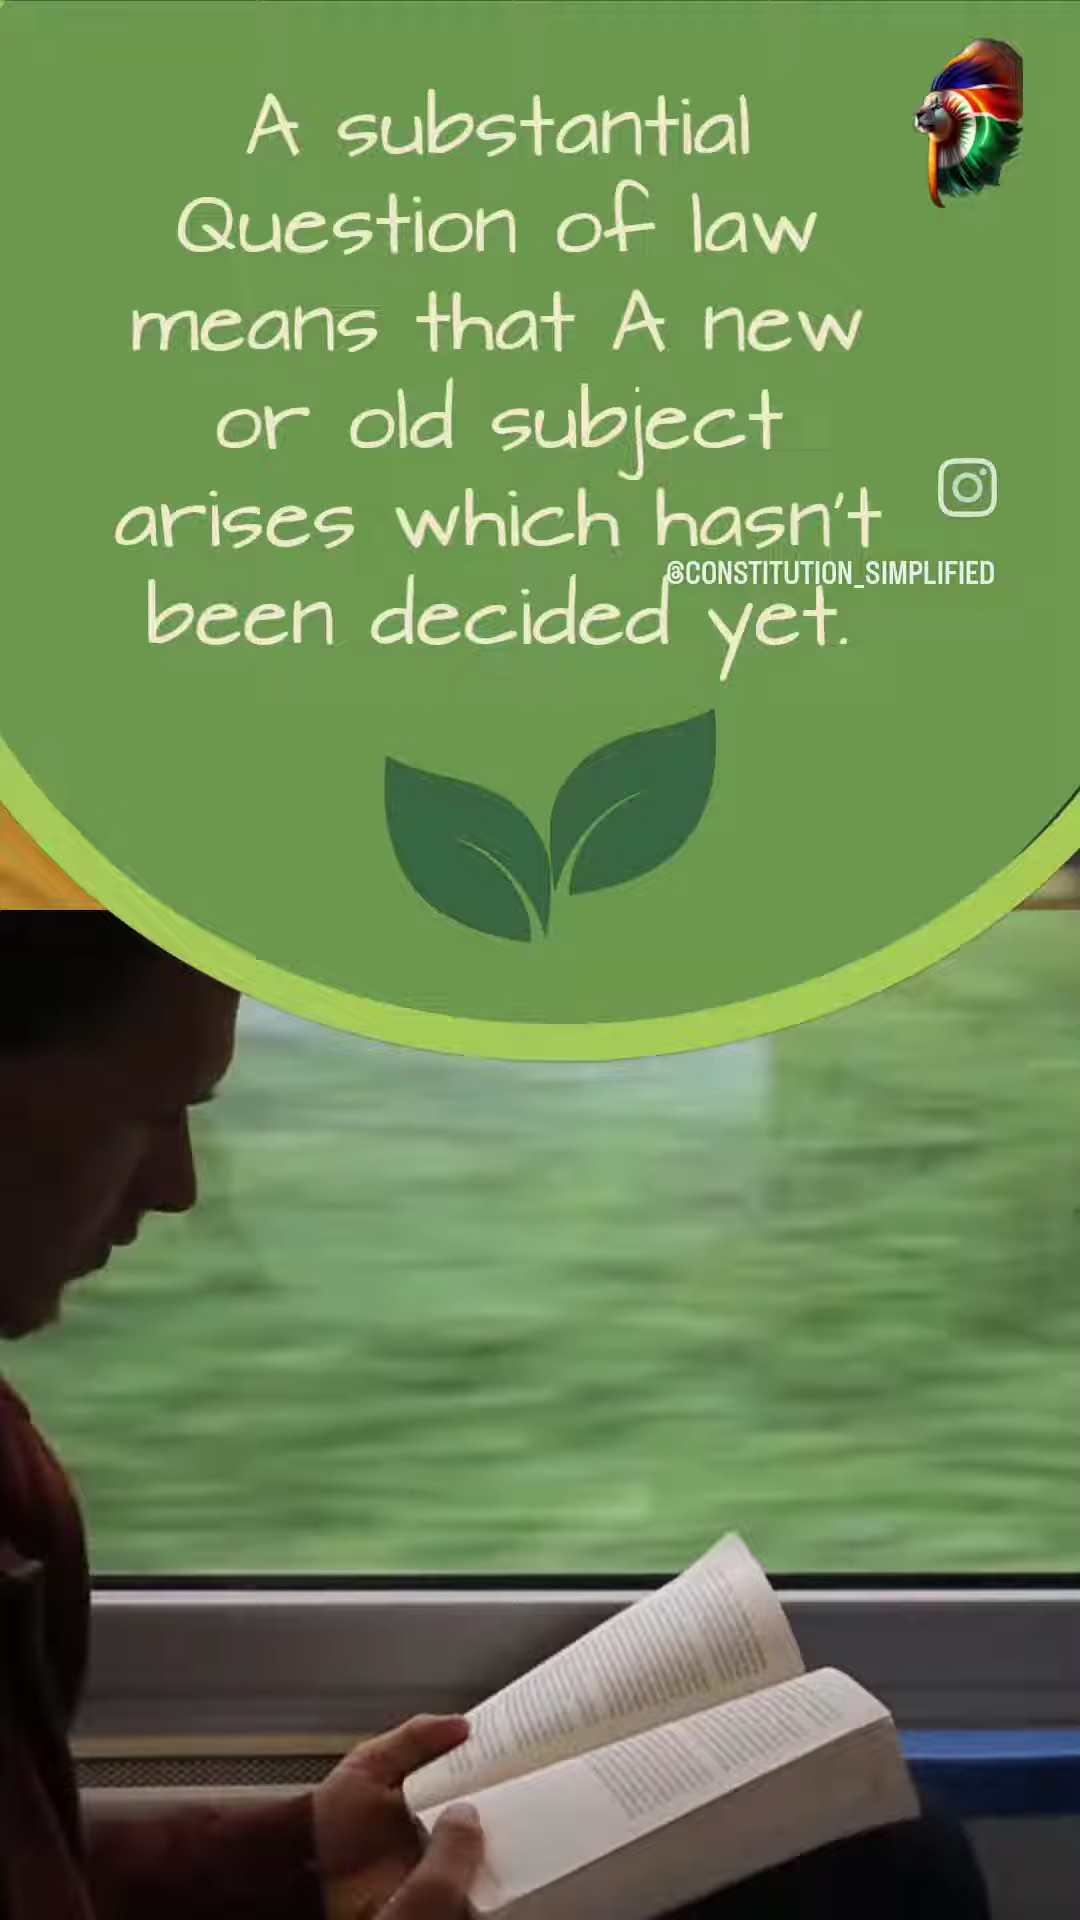 A substantial
Question of law
means that A new
or old subject
arises which hasn't
@CONSTITUTION_SIMPLIFIED
been decided yet.